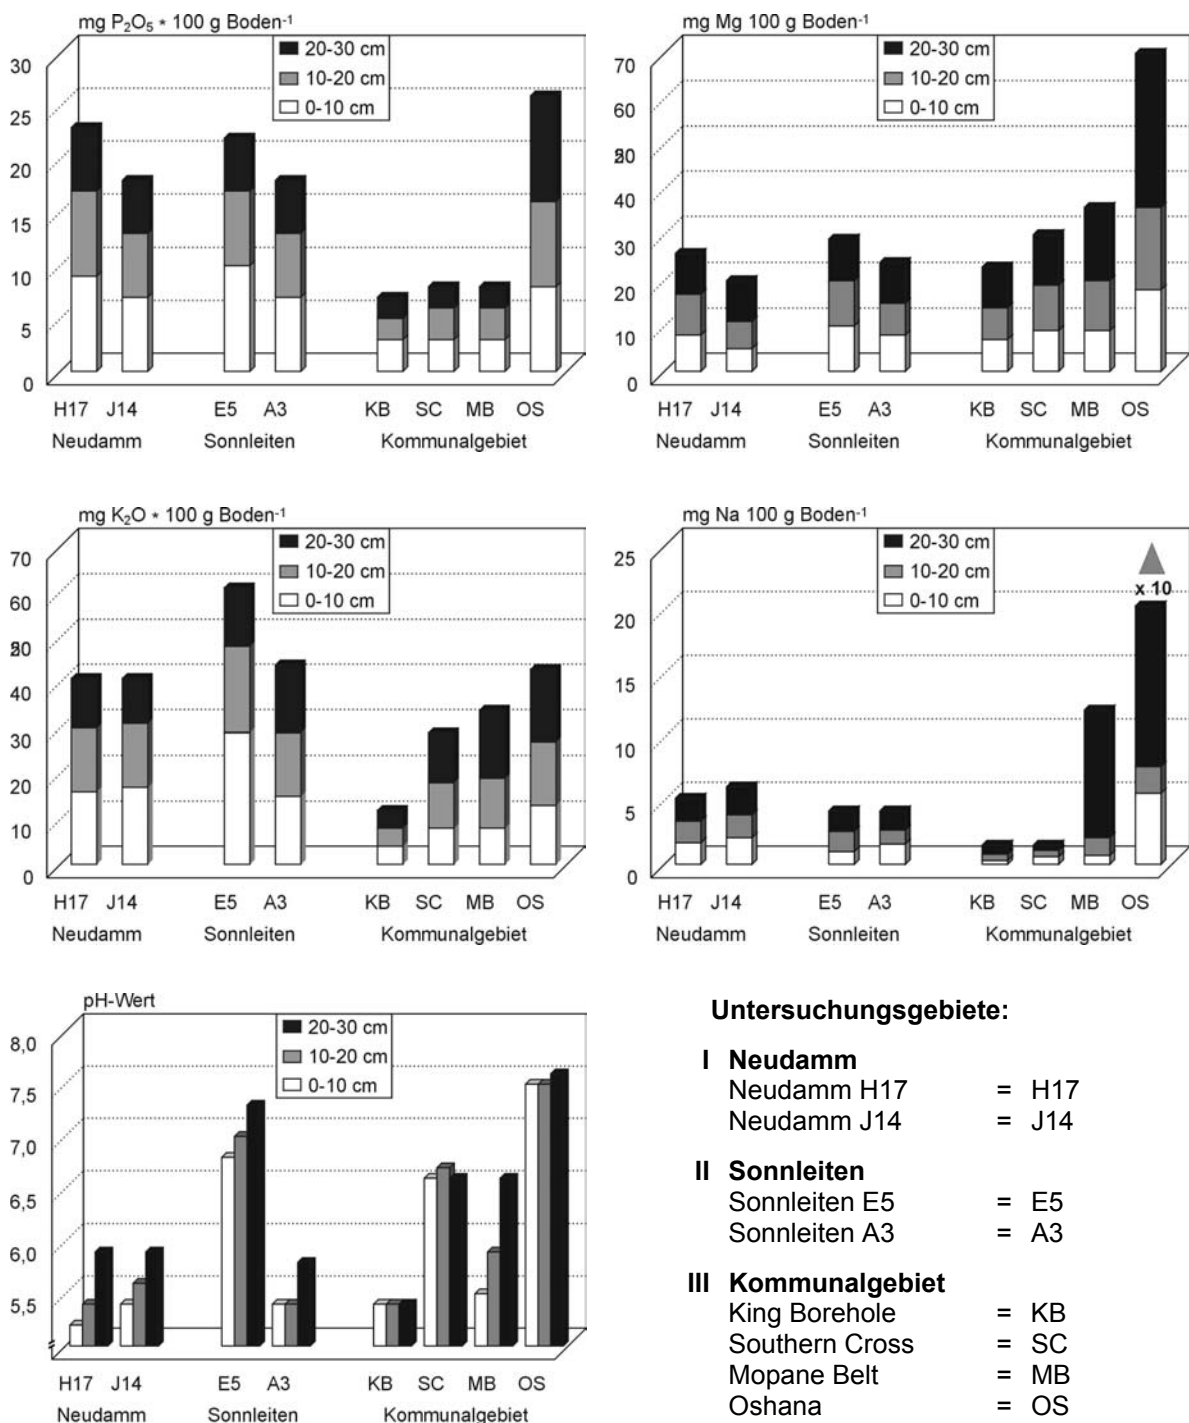 mg P₂O₅ * 100 g Boden⁻¹
20-30 cm
10-20 cm
0-10 cm
30
25
20
15
10
5
0
H17 J14 E5 A3 KB SC MB OS
Neudamm Sonnleiten Kommunalgebiet
mg Mg 100 g Boden⁻¹
20-30 cm
10-20 cm
0-10 cm
70
60
50
40
30
20
10
0
H17 J14 E5 A3 KB SC MB OS
Neudamm Sonnleiten Kommunalgebiet
mg K₂O * 100 g Boden⁻¹
20-30 cm
10-20 cm
0-10 cm
70
60
50
40
30
20
10
0
H17 J14 E5 A3 KB SC MB OS
Neudamm Sonnleiten Kommunalgebiet
mg Na 100 g Boden⁻¹
20-30 cm
10-20 cm
0-10 cm
x 10
25
20
15
10
5
0
H17 J14 E5 A3 KB SC MB OS
Neudamm Sonnleiten Kommunalgebiet
pH-Wert
20-30 cm
10-20 cm
0-10 cm
8,0
7,5
7,0
6,5
6,0
5,5
H17 J14 E5 A3 KB SC MB OS
Neudamm Sonnleiten Kommunalgebiet
Untersuchungsgebiete:
I Neudamm
Neudamm H17 = H17
Neudamm J14 = J14
II Sonnleiten
Sonnleiten E5 = E5
Sonnleiten A3 = A3
III Kommunalgebiet
King Borehole = KB
Southern Cross = SC
Mopane Belt = MB
Oshana = OS